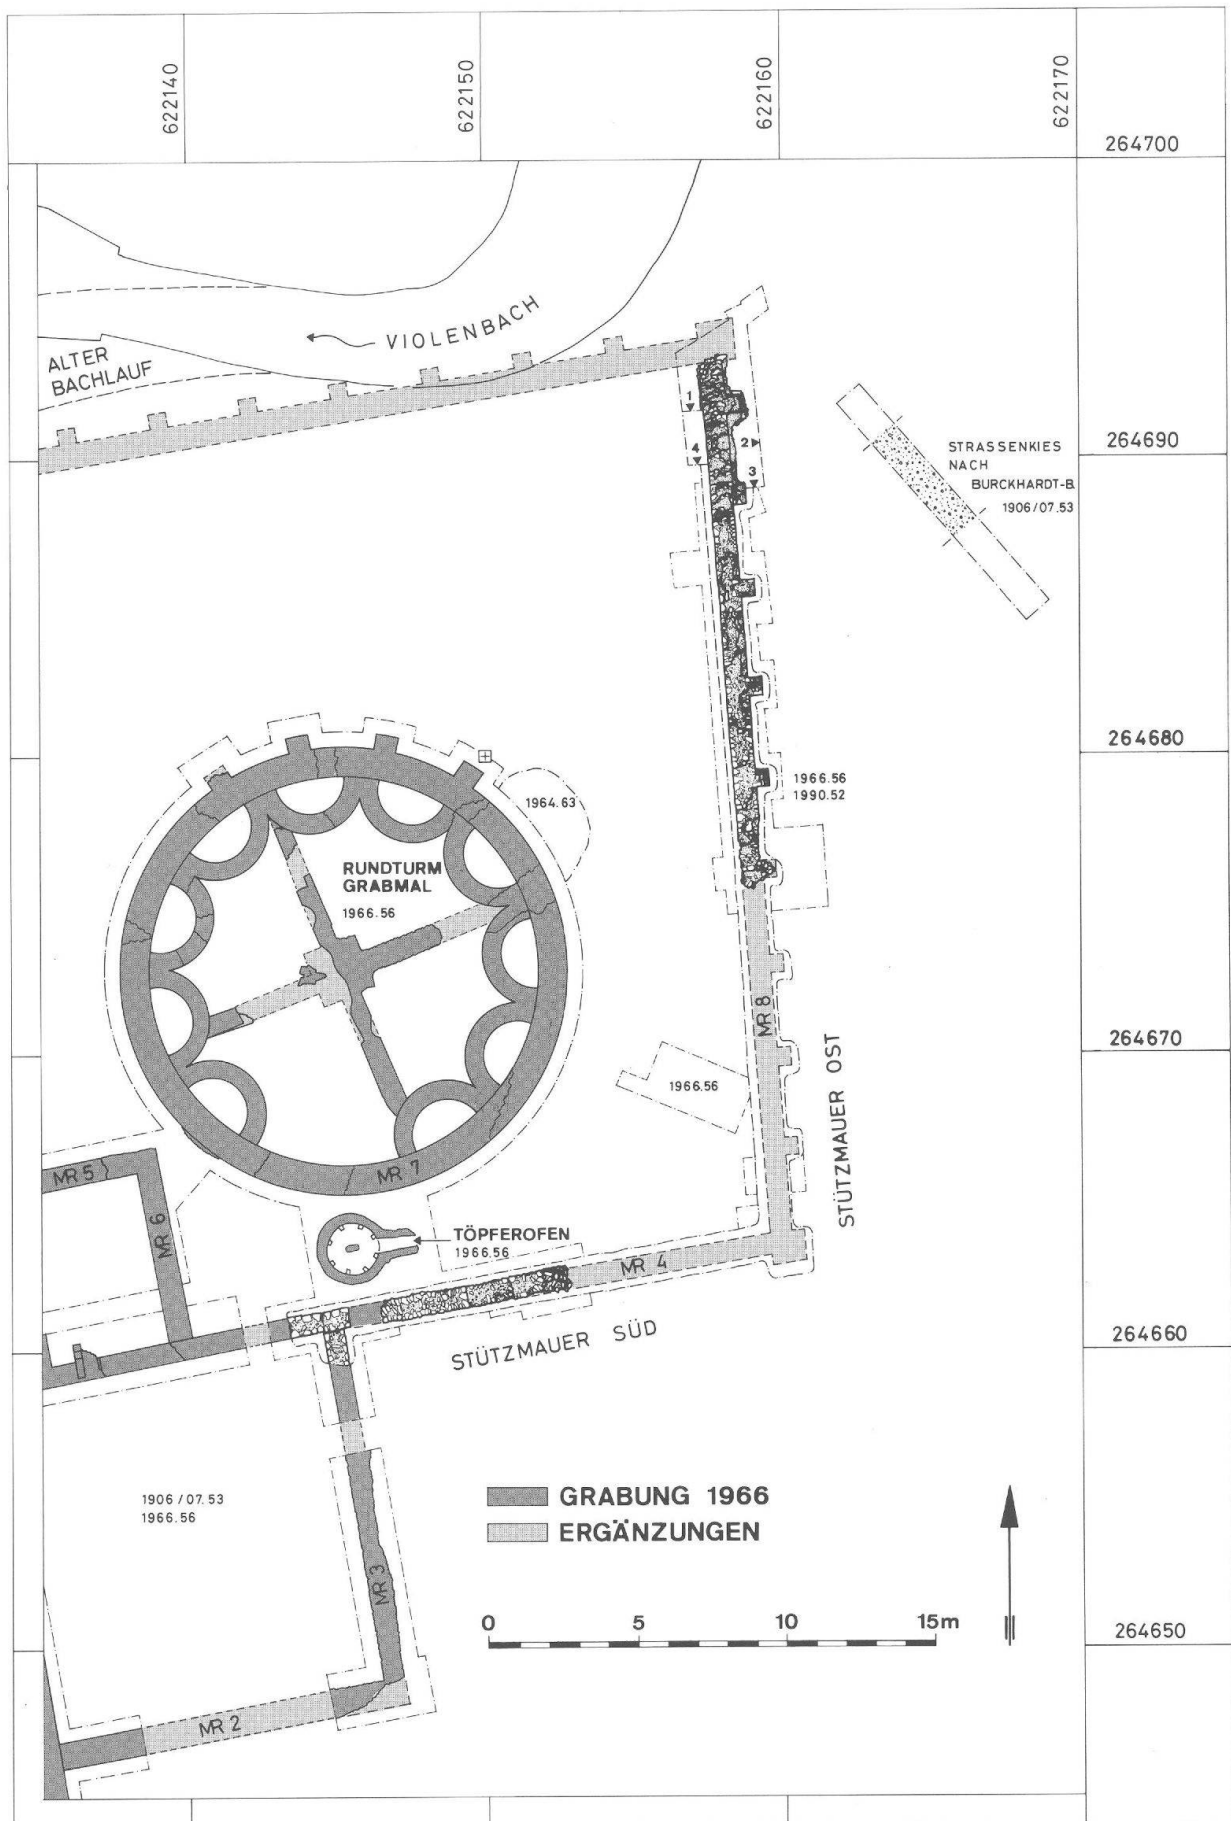 622140
622150
622160
622170
264700
VIOLENBACH
ALTER
BACHLAUF
1
2
4
3
264690
STRASSENKIES
NACH
BURCKHARDT-B.
1906/07.53
264680
1966.56
1990.52
1964.63
RUNDTURM
GRABMAL
1966.56
MR 8
264670
STÜTZMAUER OST
1966.56
MR 5
MR 6
MR 7
TÖPFEROFEN
1966.56
MR 4
264660
STÜTZMAUER SÜD
1906/07.53
1966.56
GRABUNG 1966
ERGÄNZUNGEN
MR 3
0 5 10 15m
264650
MR 2